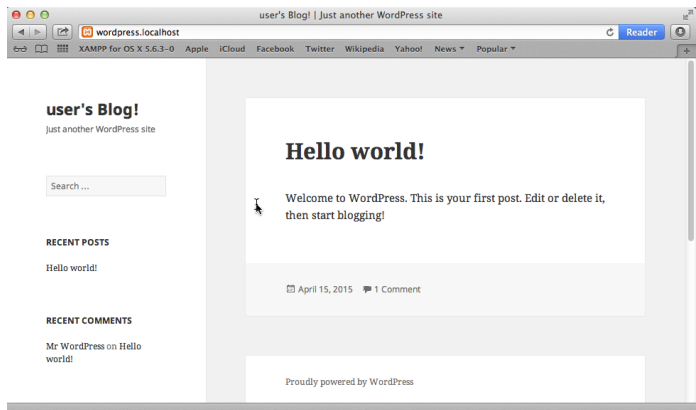 user's Blog! | Just another WordPress site
wordpress.localhost
Reader
XAMPP for OS X 5.6.3-0 Apple iCloud Facebook Twitter Wikipedia Yahoo! News Popular
user's Blog!
Just another WordPress site
Search ...
RECENT POSTS
Hello world!
RECENT COMMENTS
Mr WordPress on Hello
world!
Hello world!
Welcome to WordPress. This is your first post. Edit or delete it,
then start blogging!
April 15, 2015 1 Comment
Proudly powered by WordPress